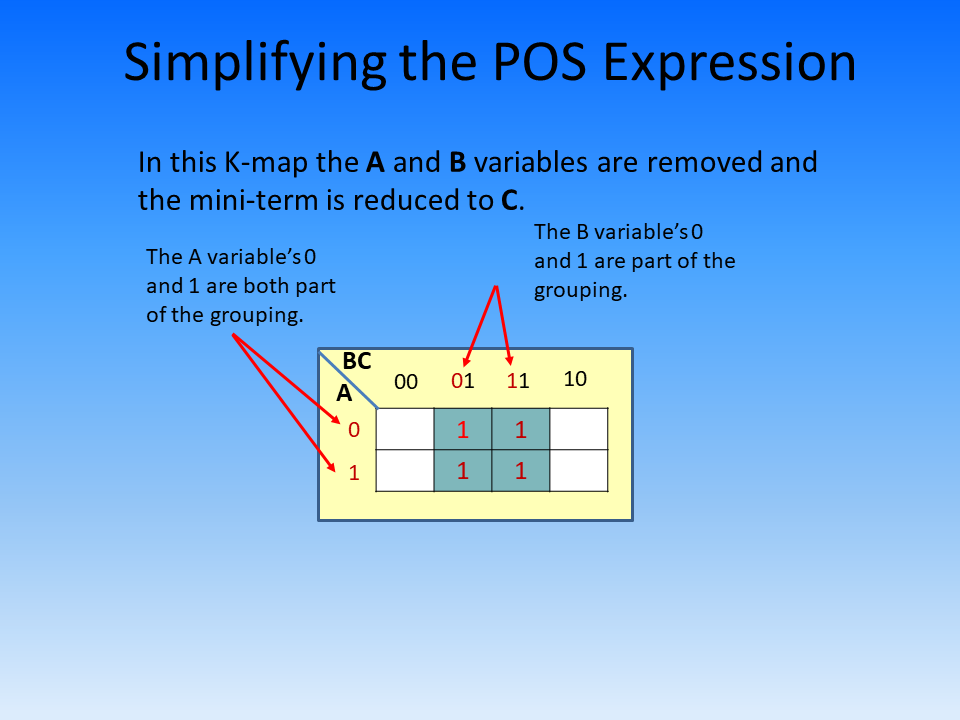 Simplifying the POS Expression
In this K-map the A and B variables are removed and
the mini-term is reduced to C.
The B variable's 0
and 1 are part of the
grouping.
The A variable's 0
and 1 are both part
of the grouping.
BC
A
00 01 11 10
0 1 1
1 1 1